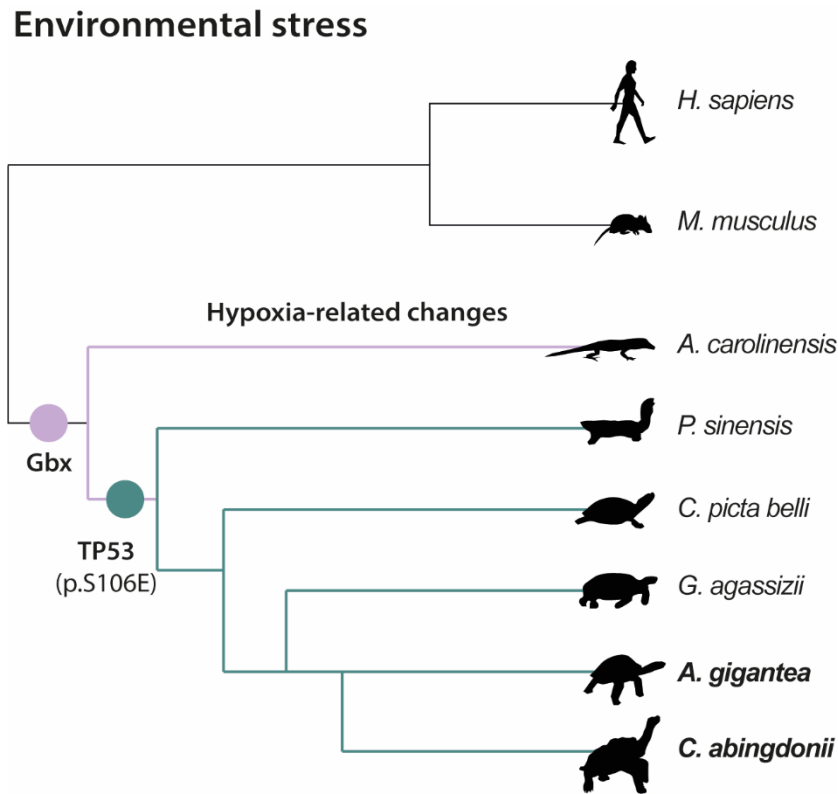 Environmental stress
H. sapiens
M. musculus
Hypoxia-related changes
A. carolinensis
P. sinensis
Gbx
C. picta belli
TP53
(p.S106E)
G. agassizii
A. gigantea
C. abingdonii